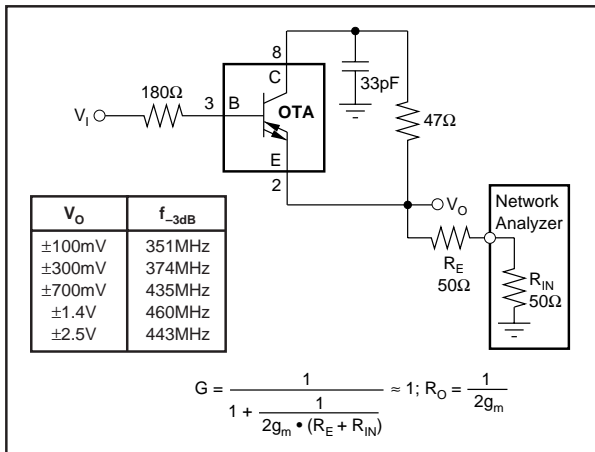 8
C
33pF
180Ω
3
B
OTA
V_I
47Ω
E
2
V_O
Network
Analyzer
R_E
50Ω
R_IN
50Ω
V_O f_–3dB
±100mV 351MHz
±300mV 374MHz
±700mV 435MHz
±1.4V 460MHz
±2.5V 443MHz
G = 1 / (1 + 1 / (2g_m • (R_E + R_IN))) ≈ 1; R_O = 1 / (2g_m)